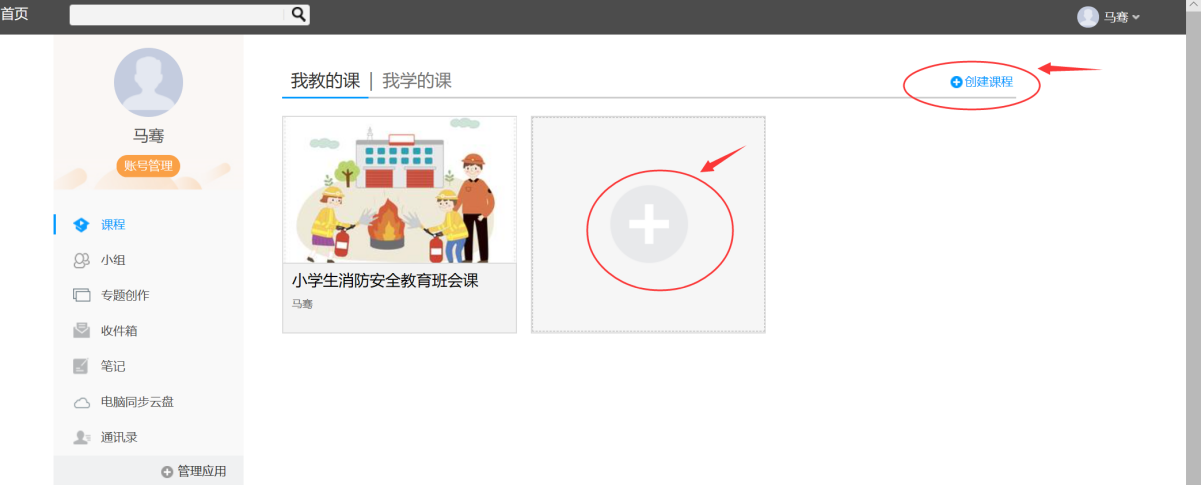 首页
马骞
马骞
账号管理
课程
小组
专题创作
收件箱
笔记
电脑同步云盘
通讯录
管理应用
我教的课 | 我学的课
创建课程
小学生消防安全教育班会课
马骞